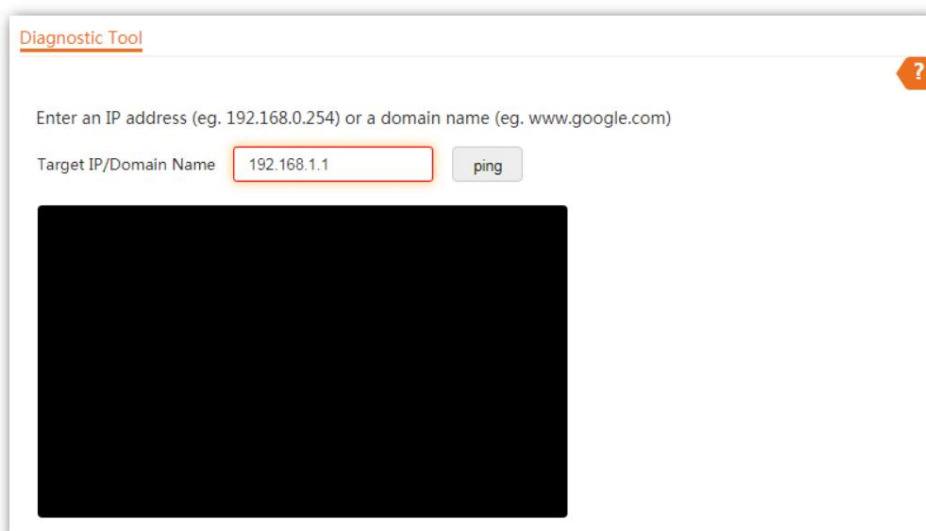 Diagnostic Tool
?
Enter an IP address (eg. 192.168.0.254) or a domain name (eg. www.google.com)
Target IP/Domain Name 192.168.1.1 ping